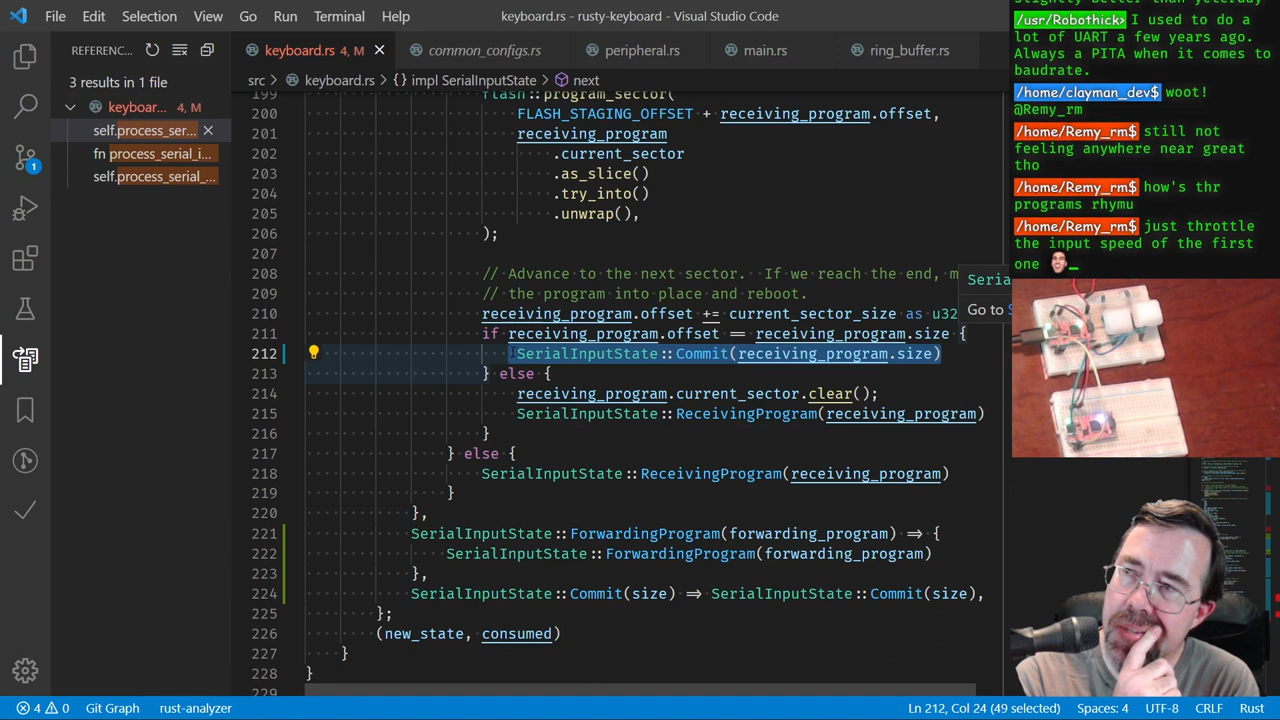 File Edit Selection View Go Run Terminal Help keyboard.rs - rusty-keyboard - Visual Studio Code
REFERENC...
keyboard.rs 4, M common_configs.rs peripheral.rs main.rs ring_buffer.rs
3 results in 1 file
src keyboard.rs {} impl SerialInputState next
keyboar... 4, M
self.process_ser...
fn process_serial_i...
self.process_serial_...
1
199 flash::program_sector(
200 FLASH_STAGING_OFFSET + receiving_program.offset,
201 receiving_program
202 .current_sector
203 .as_slice()
204 .try_into()
205 .unwrap(),
206 );
207
208 // Advance to the next sector. If we reach the end, m
209 // the program into place and reboot.
210 receiving_program.offset += current_sector_size as u32
211 if receiving_program.offset == receiving_program.size {
212 SerialInputState::Commit(receiving_program.size)
213 } else {
214 receiving_program.current_sector.clear();
215 SerialInputState::ReceivingProgram(receiving_program)
216 }
217 } else {
218 SerialInputState::ReceivingProgram(receiving_program)
219 }
220 },
221 SerialInputState::ForwardingProgram(forwarding_program) => {
222 SerialInputState::ForwardingProgram(forwarding_program)
223 },
224 SerialInputState::Commit(size) => SerialInputState::Commit(size),
225 };
226 (new_state, consumed)
227 }
228 }
229
Seria
Go to S
slightly better than yesterday
/usr/Robothick> I used to do a
lot of UART a few years ago.
Always a PITA when it comes to
baudrate.
/home/clayman_dev$ woot!
@Remy_rm
/home/Remy_rm$ still not
feeling anywhere near great
tho
/home/Remy_rm$ how's thr
programs rhymu
/home/Remy_rm$ just throttle
the input speed of the first
one
4 0 Git Graph rust-analyzer Ln 212, Col 24 (49 selected) Spaces: 4 UTF-8 CRLF Rust